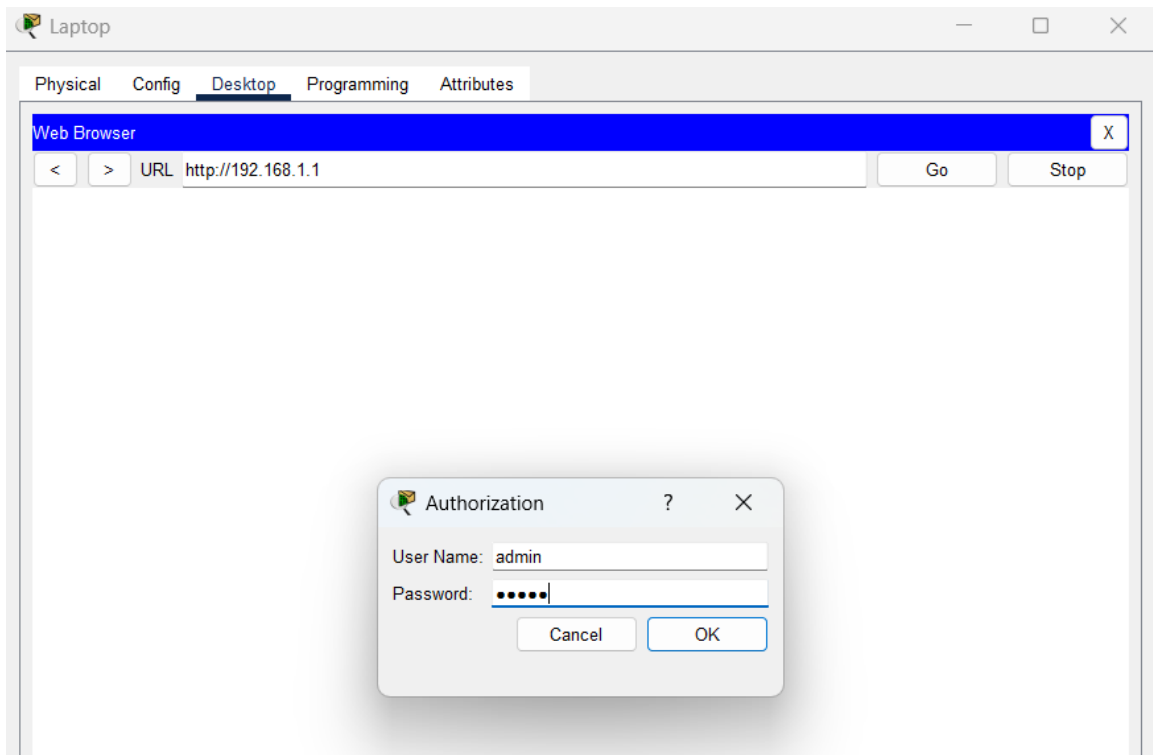 Laptop
Physical Config Desktop Programming Attributes
Web Browser X
< > URL http://192.168.1.1 Go Stop
Authorization ? 
User Name: admin
Password: •••••
Cancel OK